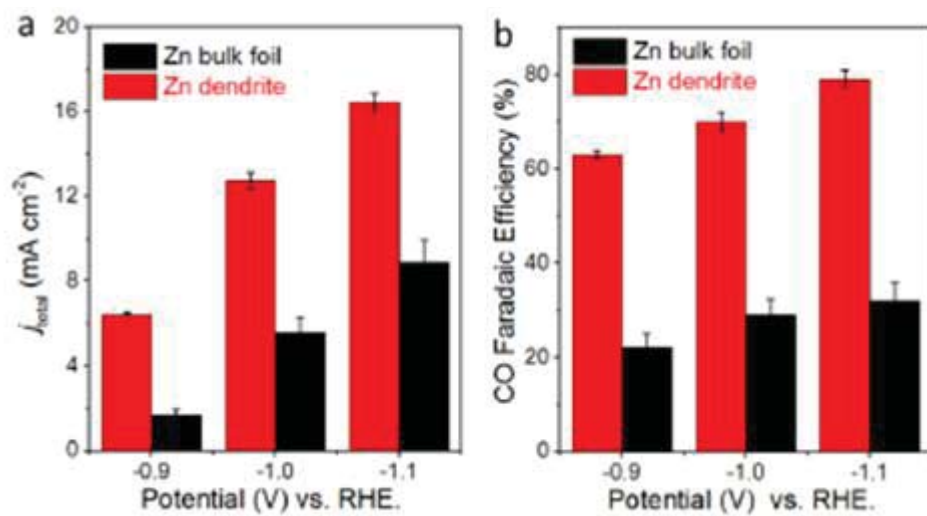 a
Zn bulk foil
Zn dendrite
20
16
12
8
4
0
j total (mA cm-2)
-0.9
-1.0
-1.1
Potential (V) vs. RHE.
b
Zn bulk foil
Zn dendrite
80
60
40
20
0
CO Faradaic Efficiency (%)
-0.9
-1.0
-1.1
Potential (V) vs. RHE.